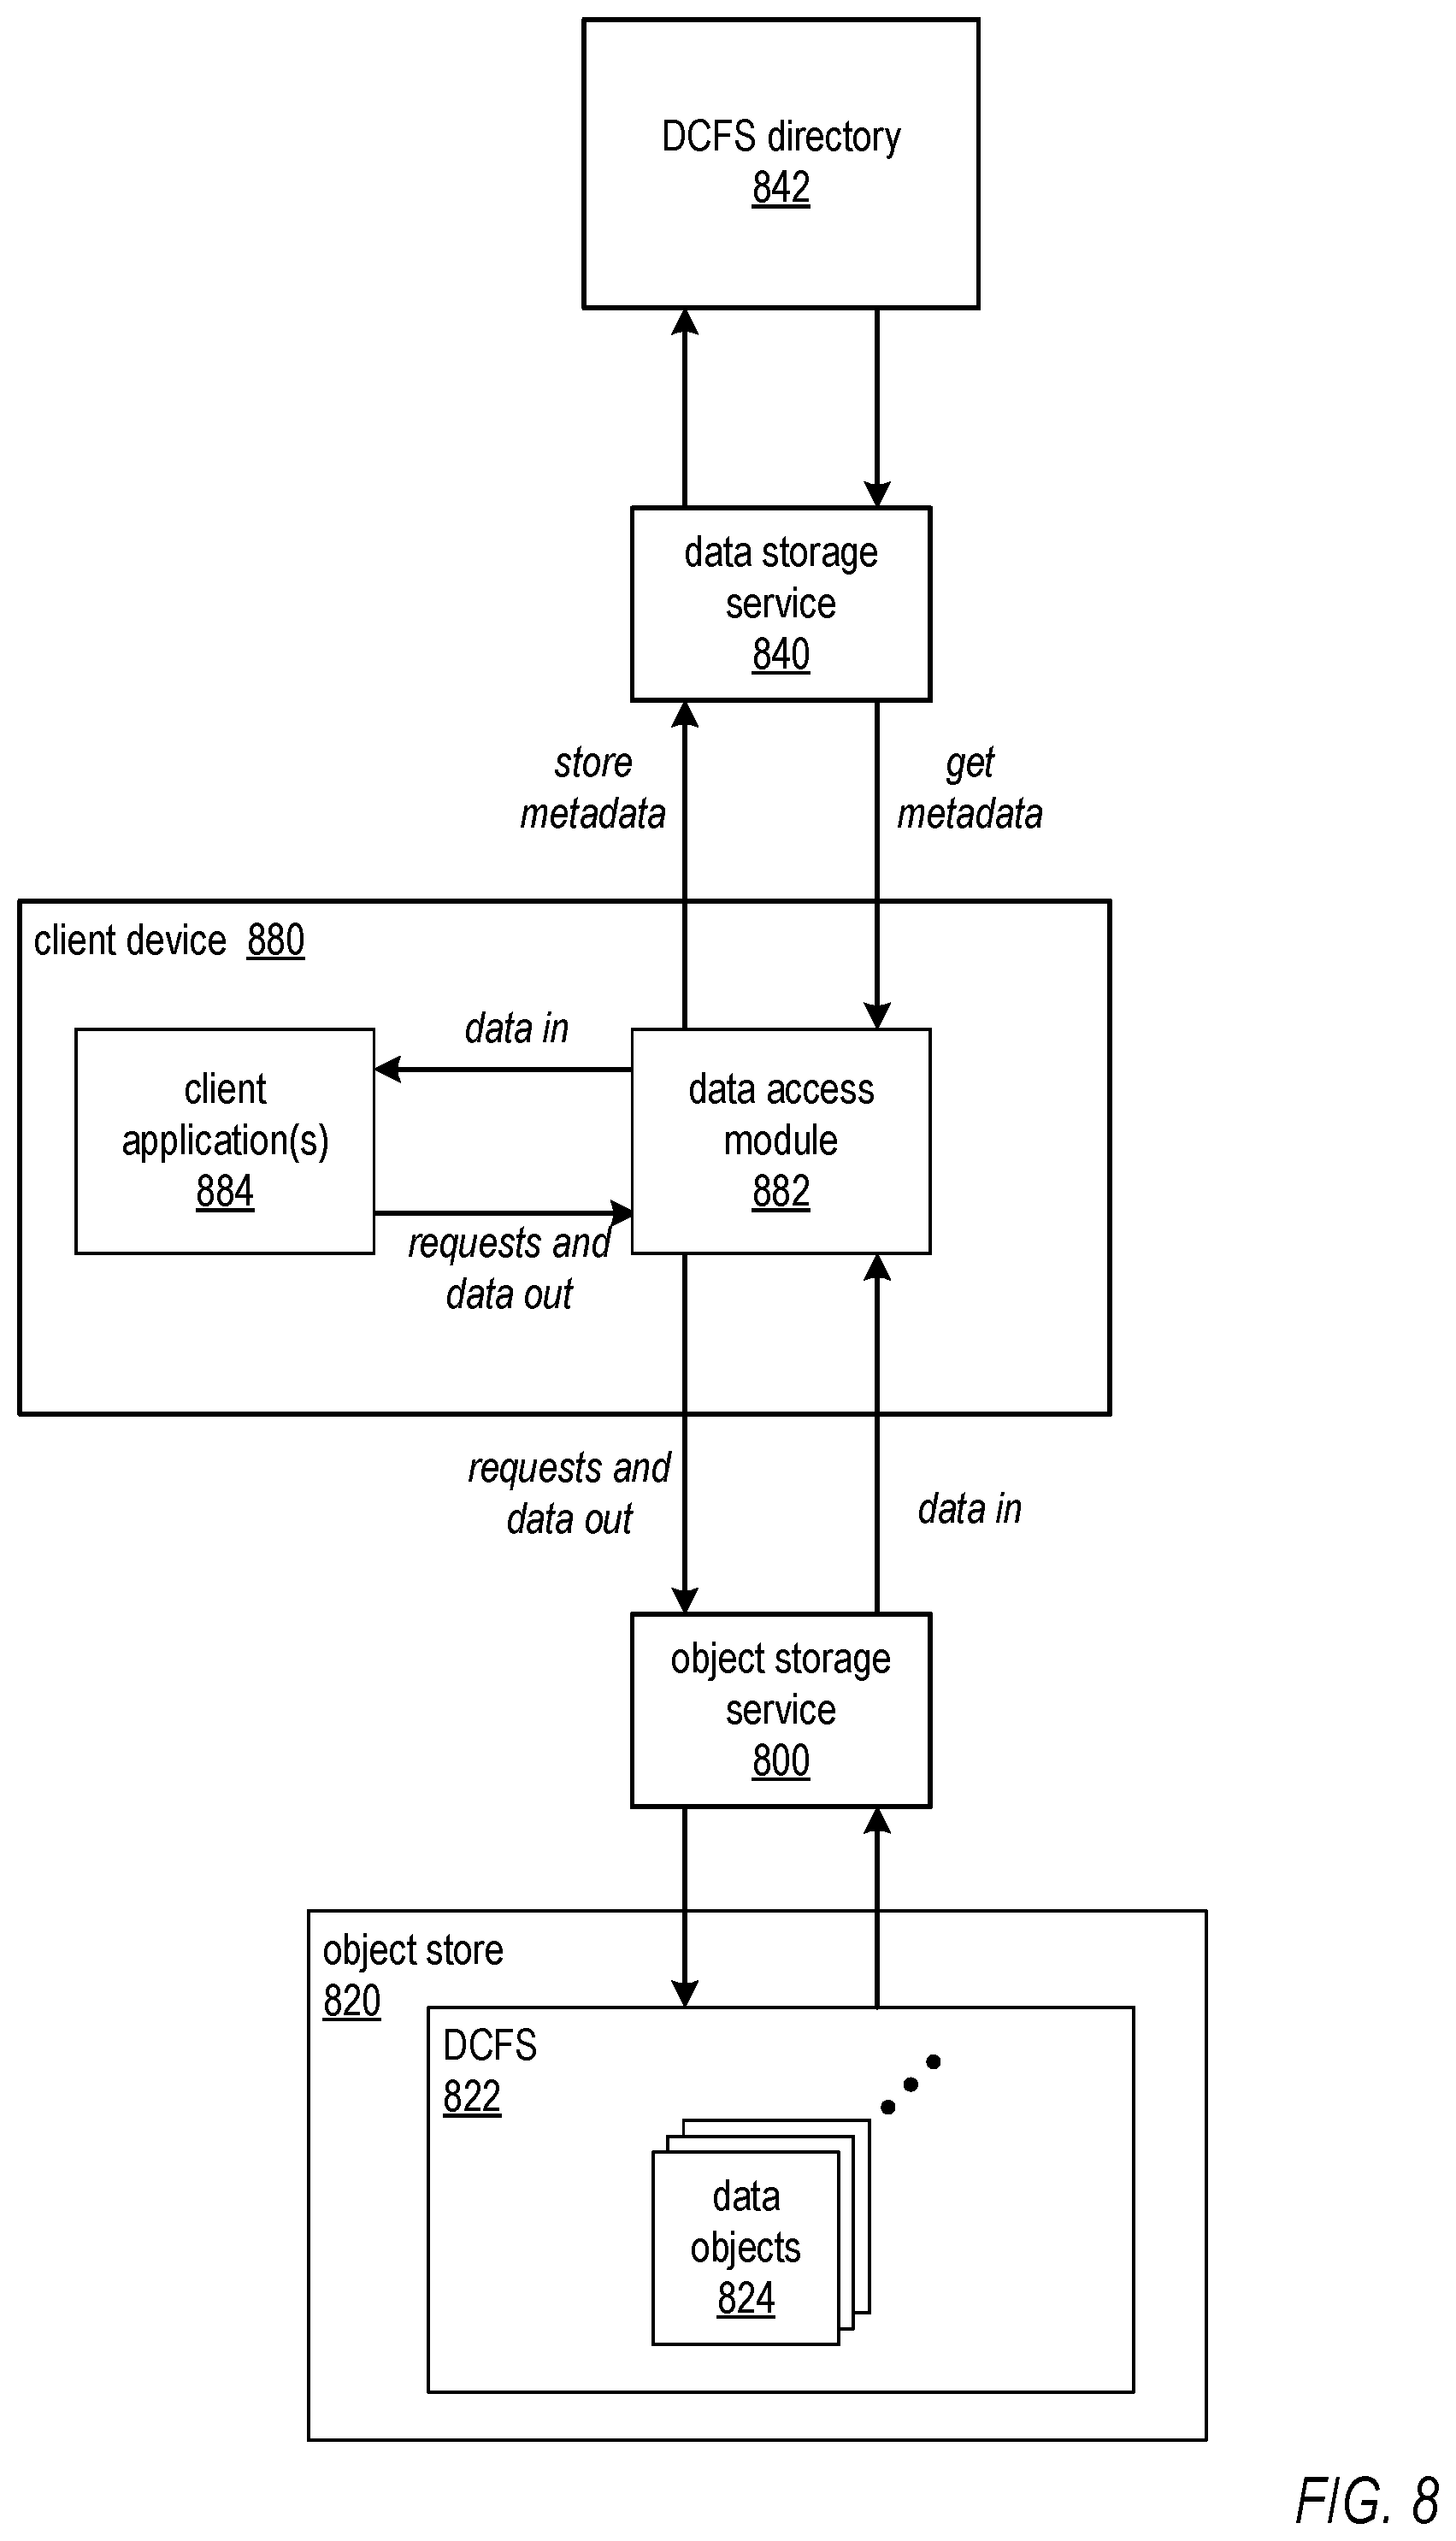 DCFS directory
842
data storage
service
840
store
metadata
get
metadata
client device 880
data in
client
application(s)
884
data access
module
882
requests and
data out
requests and
data out
data in
object storage
service
800
object store
820
DCFS
822
data
objects
824
FIG. 8